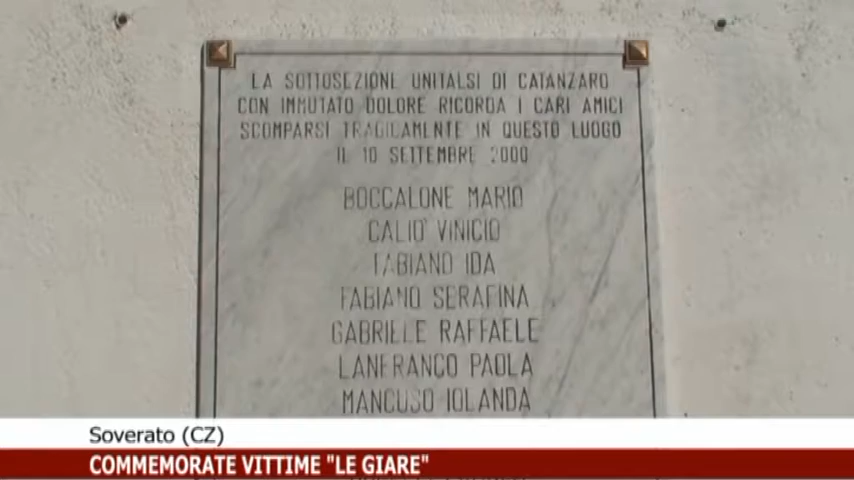 LA SOTTOSEZIONE UNITALSI DI CATANZARO
CON IMMUTATO DOLORE RICORDA I CARI AMICI
SCOMPARSI TRAGICAMENTE IN QUESTO LUOGO
IL 10 SETTEMBRE 2000
BOCCALONE MARIO
CALIO' VINICIO
FABIANO IDA
FABIANO SERAFINA
GABRIELE RAFFAELE
LANFRANCO PAOLA
MANCUSO IOLANDA
Soverato (CZ)
COMMEMORATE VITTIME "LE GIARE"